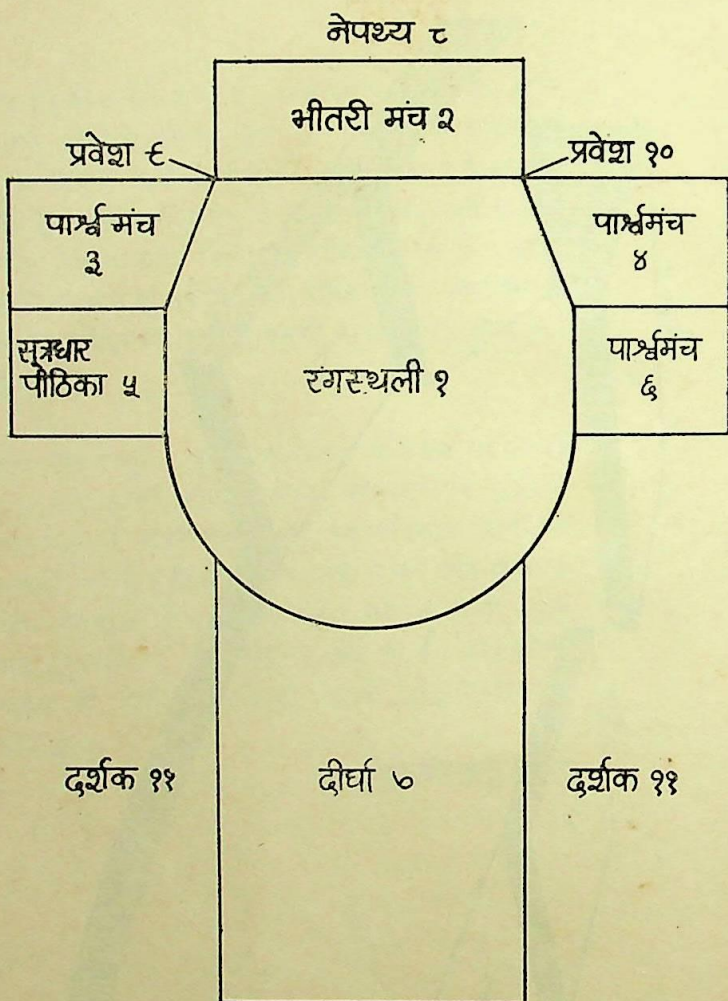 नेपथ्य ८
भीतरी मंच २
प्रवेश ९
प्रवेश १०
पार्श्व मंच
३
पार्श्वमंच
४
सूत्रधार
पीठिका ५
रंगस्थली १
पार्श्वमंच
६
दर्शक ११
दीर्घा ७
दर्शक ११